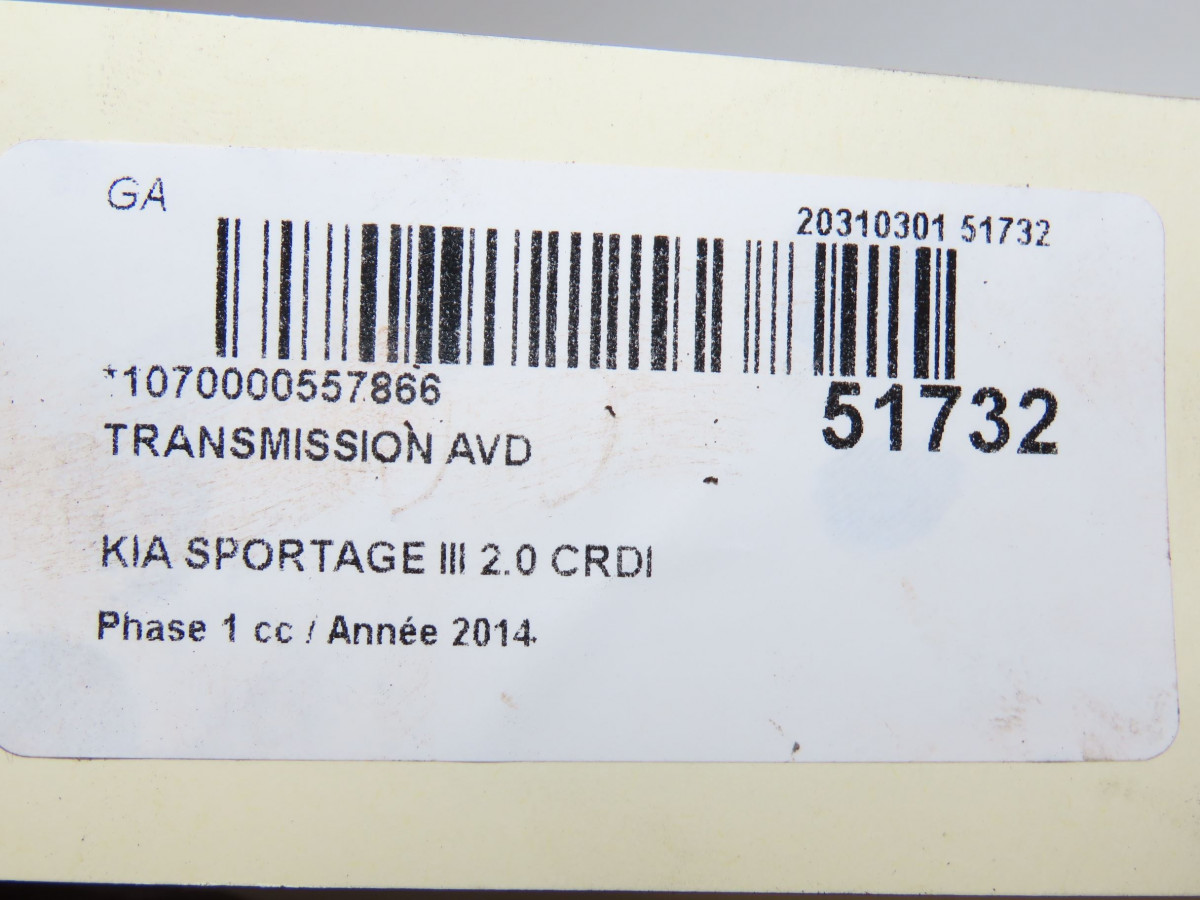 GA
20310301 51732
*1070000557866
51732
TRANSMISSION AVD
KIA SPORTAGE III 2.0 CRDI
Phase 1 cc / Année 2014